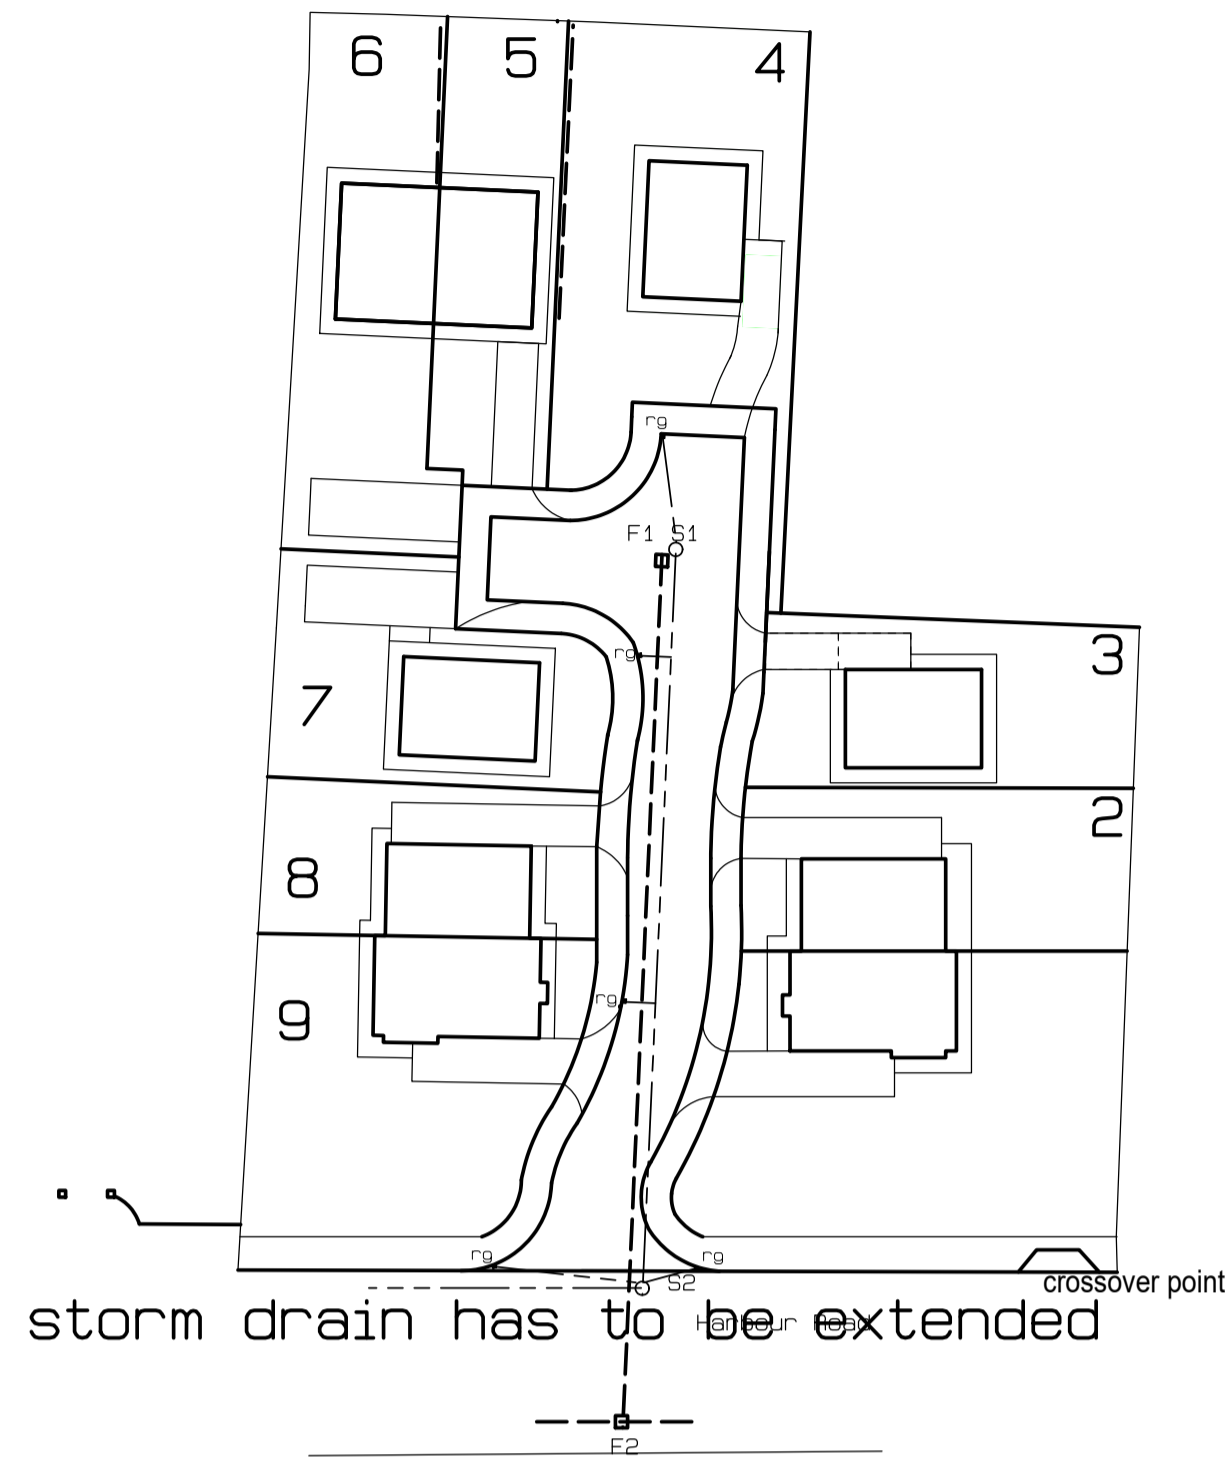 6 5 4
rg
F1 S1
rg
3
7
2
8
rg
9
rg rg
S2
crossover point
storm drain has to be extended
Harbour Road
F2